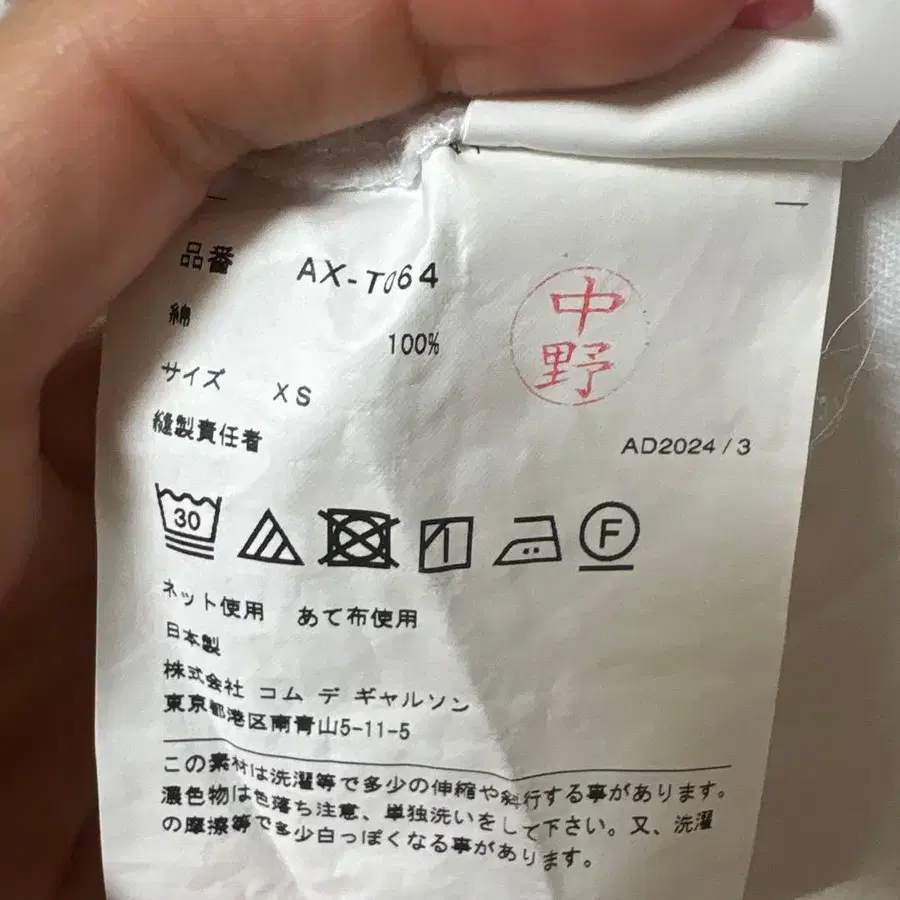 品番 AX-T064
綿 100%
サイズ XS
縫製責任者
中野
AD2024/3
30
F
ネット使用 あて布使用
日本製
株式会社 コム デ ギャルソン
東京都港区南青山5-11-5
この素材は洗濯等で多少の伸縮や斜行する事があります。
濃色物は色落ち注意、単独洗いをして下さい。又、洗濯
の摩擦等で多少白っぽくなる事があります。